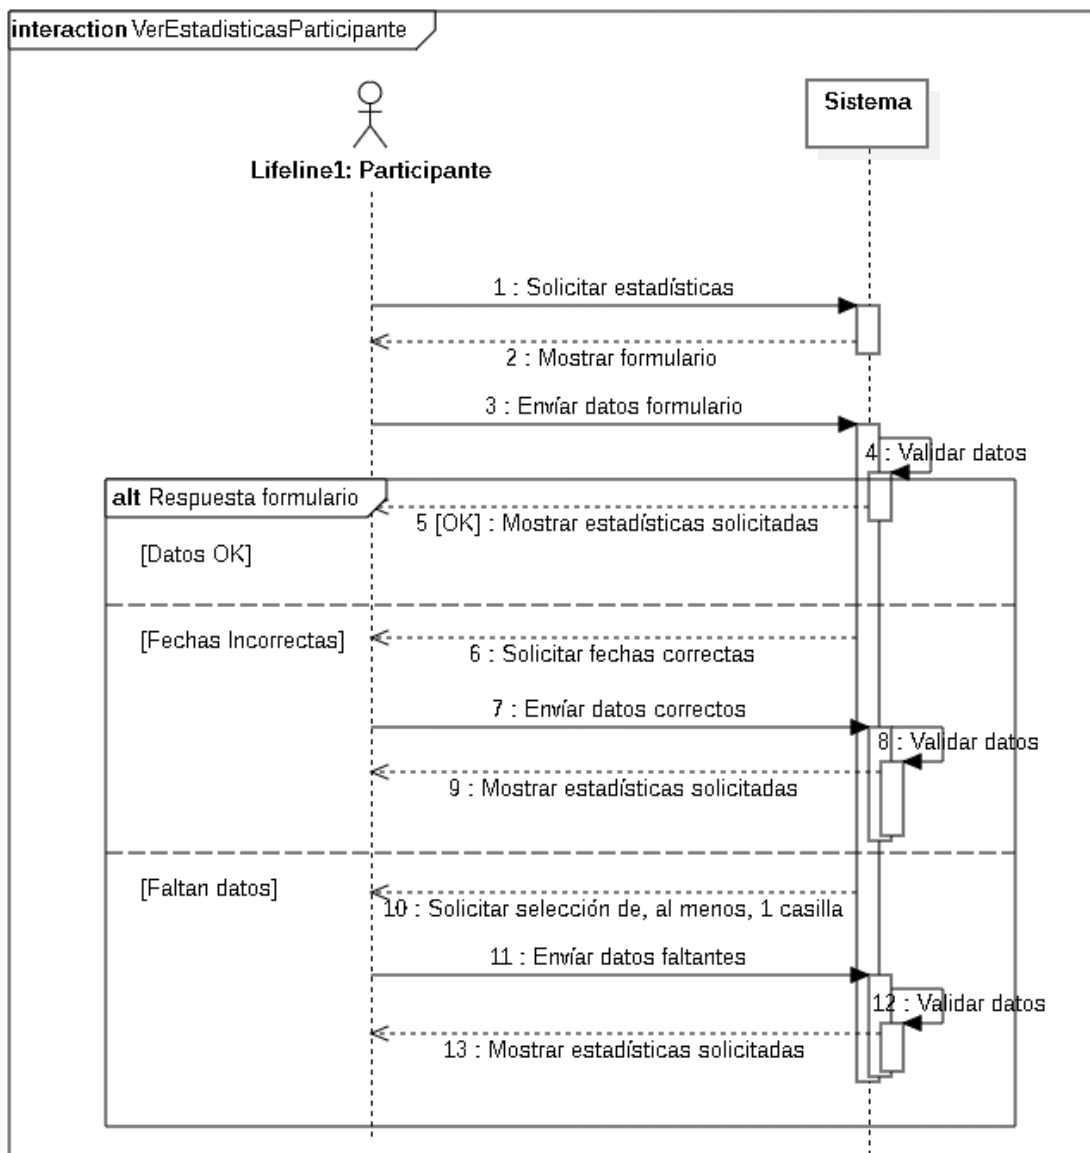 interaction VerEstadisticasParticipante
Sistema
Lifeline1: Participante
1 : Solicitar estadísticas
2 : Mostrar formulario
3 : Envíar datos formulario
4 : Validar datos
alt Respuesta formulario
5 [OK] : Mostrar estadísticas solicitadas
[Datos OK]
[Fechas Incorrectas]
6 : Solicitar fechas correctas
7 : Envíar datos correctos
8 : Validar datos
9 : Mostrar estadísticas solicitadas
[Faltan datos]
10 : Solicitar selección de, al menos, 1 casilla
11 : Envíar datos faltantes
12 : Validar datos
13 : Mostrar estadísticas solicitadas